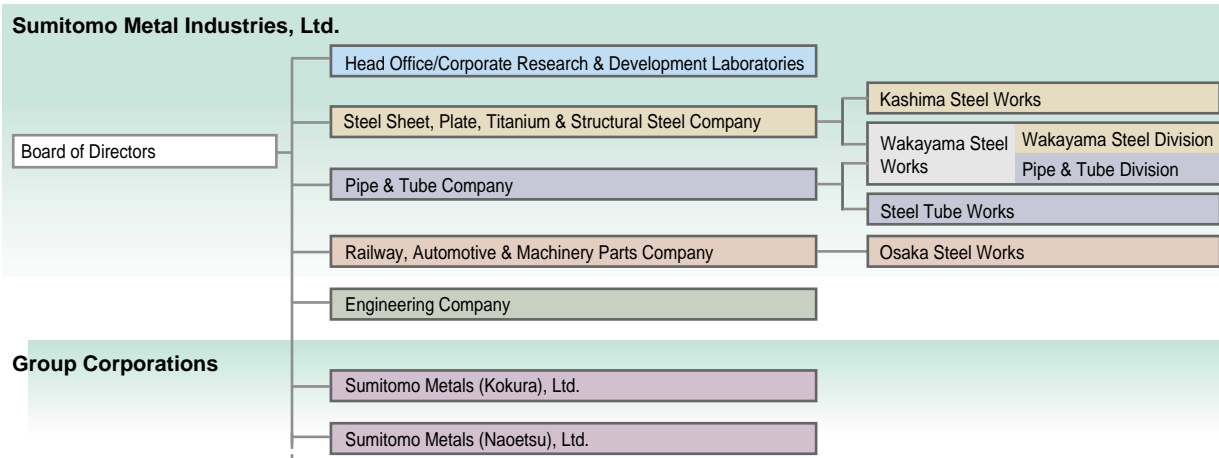 Sumitomo Metal Industries, Ltd.
Head Office/Corporate Research & Development Laboratories
Steel Sheet, Plate, Titanium & Structural Steel Company
Kashima Steel Works
Board of Directors
Wakayama Steel
Works
Wakayama Steel Division
Pipe & Tube Division
Pipe & Tube Company
Steel Tube Works
Railway, Automotive & Machinery Parts Company
Osaka Steel Works
Engineering Company
Group Corporations
Sumitomo Metals (Kokura), Ltd.
Sumitomo Metals (Naoetsu), Ltd.